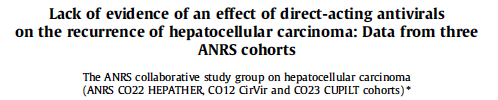 Lack of evidence of an effect of direct-acting antivirals
on the recurrence of hepatocellular carcinoma: Data from three
ANRS cohorts
The ANRS collaborative study group on hepatocellular carcinoma
(ANRS CO22 HEPATHER, CO12 CirVir and CO23 CUPILT cohorts)*